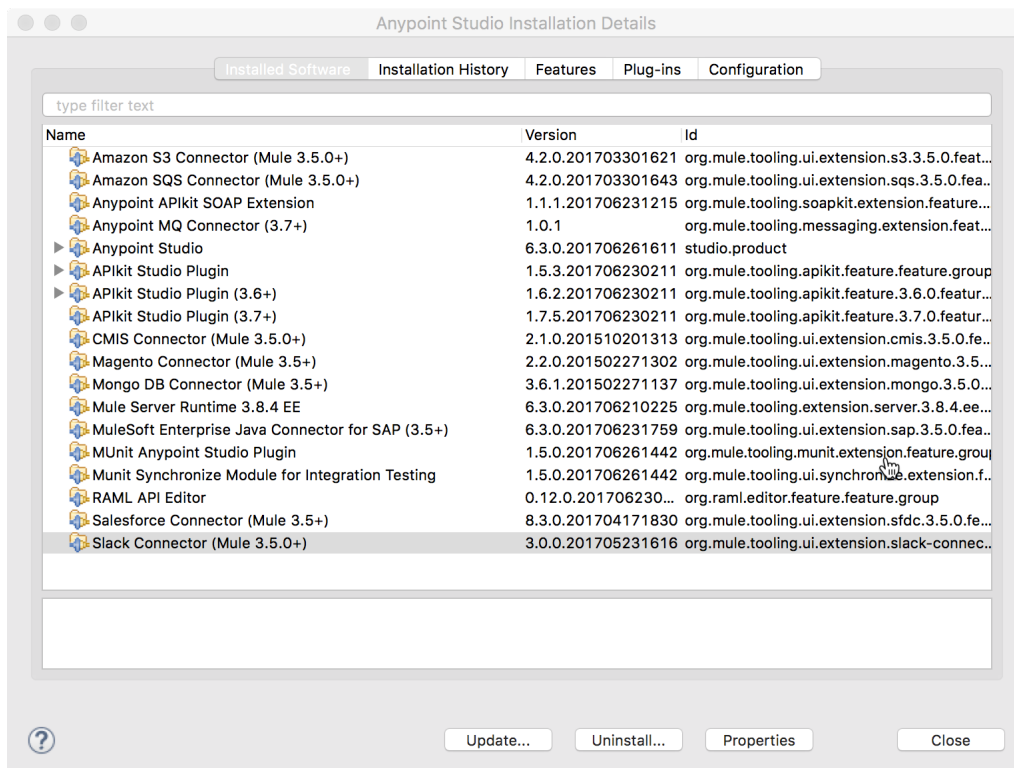 Anypoint Studio Installation Details
Installed Software Installation History Features Plug-ins Configuration
type filter text
Name Version Id
Amazon S3 Connector (Mule 3.5.0+) 4.2.0.201703301621 org.mule.tooling.ui.extension.s3.3.5.0.feat...
Amazon SQS Connector (Mule 3.5.0+) 4.2.0.201703301643 org.mule.tooling.ui.extension.sqs.3.5.0.fea...
Anypoint APIkit SOAP Extension 1.1.1.201706231215 org.mule.tooling.soapkit.extension.feature...
Anypoint MQ Connector (3.7+) 1.0.1 org.mule.tooling.messaging.extension.feat...
Anypoint Studio 6.3.0.201706261611 studio.product
APIkit Studio Plugin 1.5.3.201706230211 org.mule.tooling.apikit.feature.feature.group
APIkit Studio Plugin (3.6+) 1.6.2.201706230211 org.mule.tooling.apikit.feature.3.6.0.featur...
APIkit Studio Plugin (3.7+) 1.7.5.201706230211 org.mule.tooling.apikit.feature.3.7.0.featur...
CMIS Connector (Mule 3.5.0+) 2.1.0.201510201313 org.mule.tooling.ui.extension.cmis.3.5.0.fe...
Magento Connector (Mule 3.5+) 2.2.0.201502271302 org.mule.tooling.ui.extension.magento.3.5...
Mongo DB Connector (Mule 3.5+) 3.6.1.201502271137 org.mule.tooling.ui.extension.mongo.3.5.0...
Mule Server Runtime 3.8.4 EE 6.3.0.201706210225 org.mule.tooling.extension.server.3.8.4.ee...
MuleSoft Enterprise Java Connector for SAP (3.5+) 6.3.0.201706231759 org.mule.tooling.ui.extension.sap.3.5.0.fea...
MUnit Anypoint Studio Plugin 1.5.0.201706261442 org.mule.tooling.munit.extension.feature.group
Munit Synchronize Module for Integration Testing 1.5.0.201706261442 org.mule.tooling.ui.synchronize.extension.f...
RAML API Editor 0.12.0.201706230... org.raml.editor.feature.feature.group
Salesforce Connector (Mule 3.5+) 8.3.0.201704171830 org.mule.tooling.ui.extension.sfdc.3.5.0.fe...
Slack Connector (Mule 3.5.0+) 3.0.0.201705231616 org.mule.tooling.ui.extension.slack-connec...
? Update... Uninstall... Properties Close